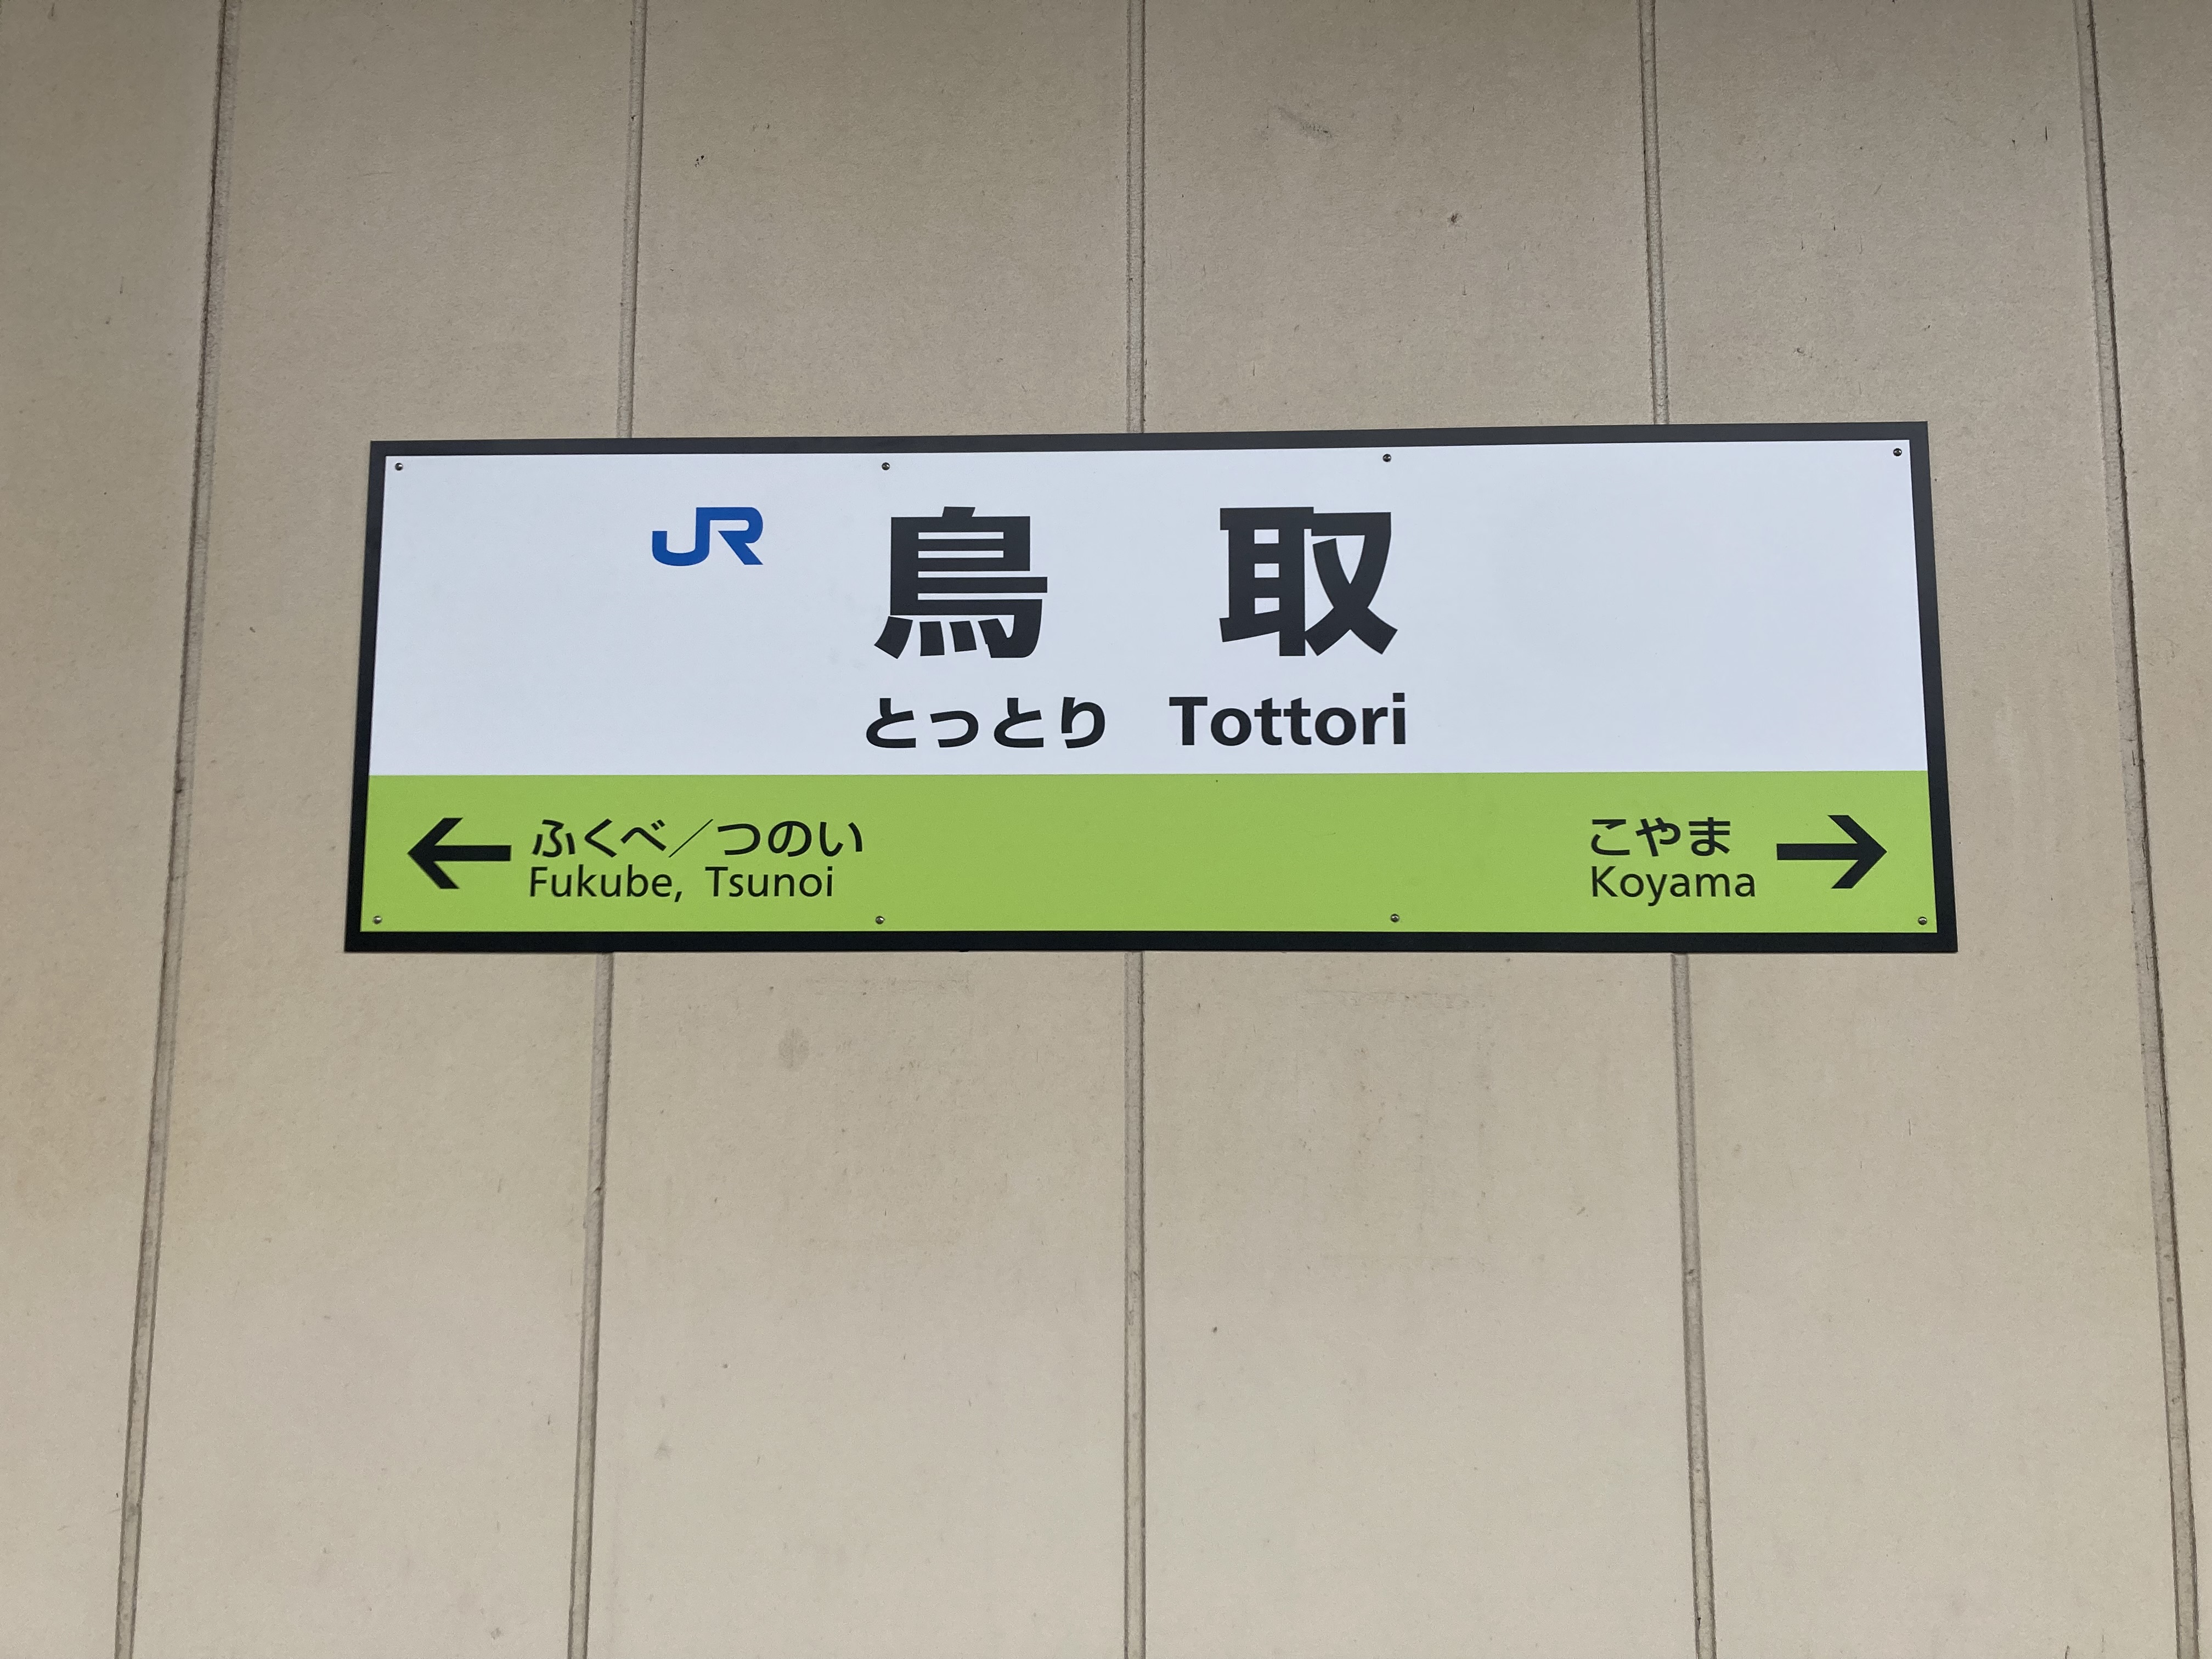 JR 鳥取
とっとり Tottori
← ふくべ／つのい
Fukube, Tsunoi
こやま →
Koyama